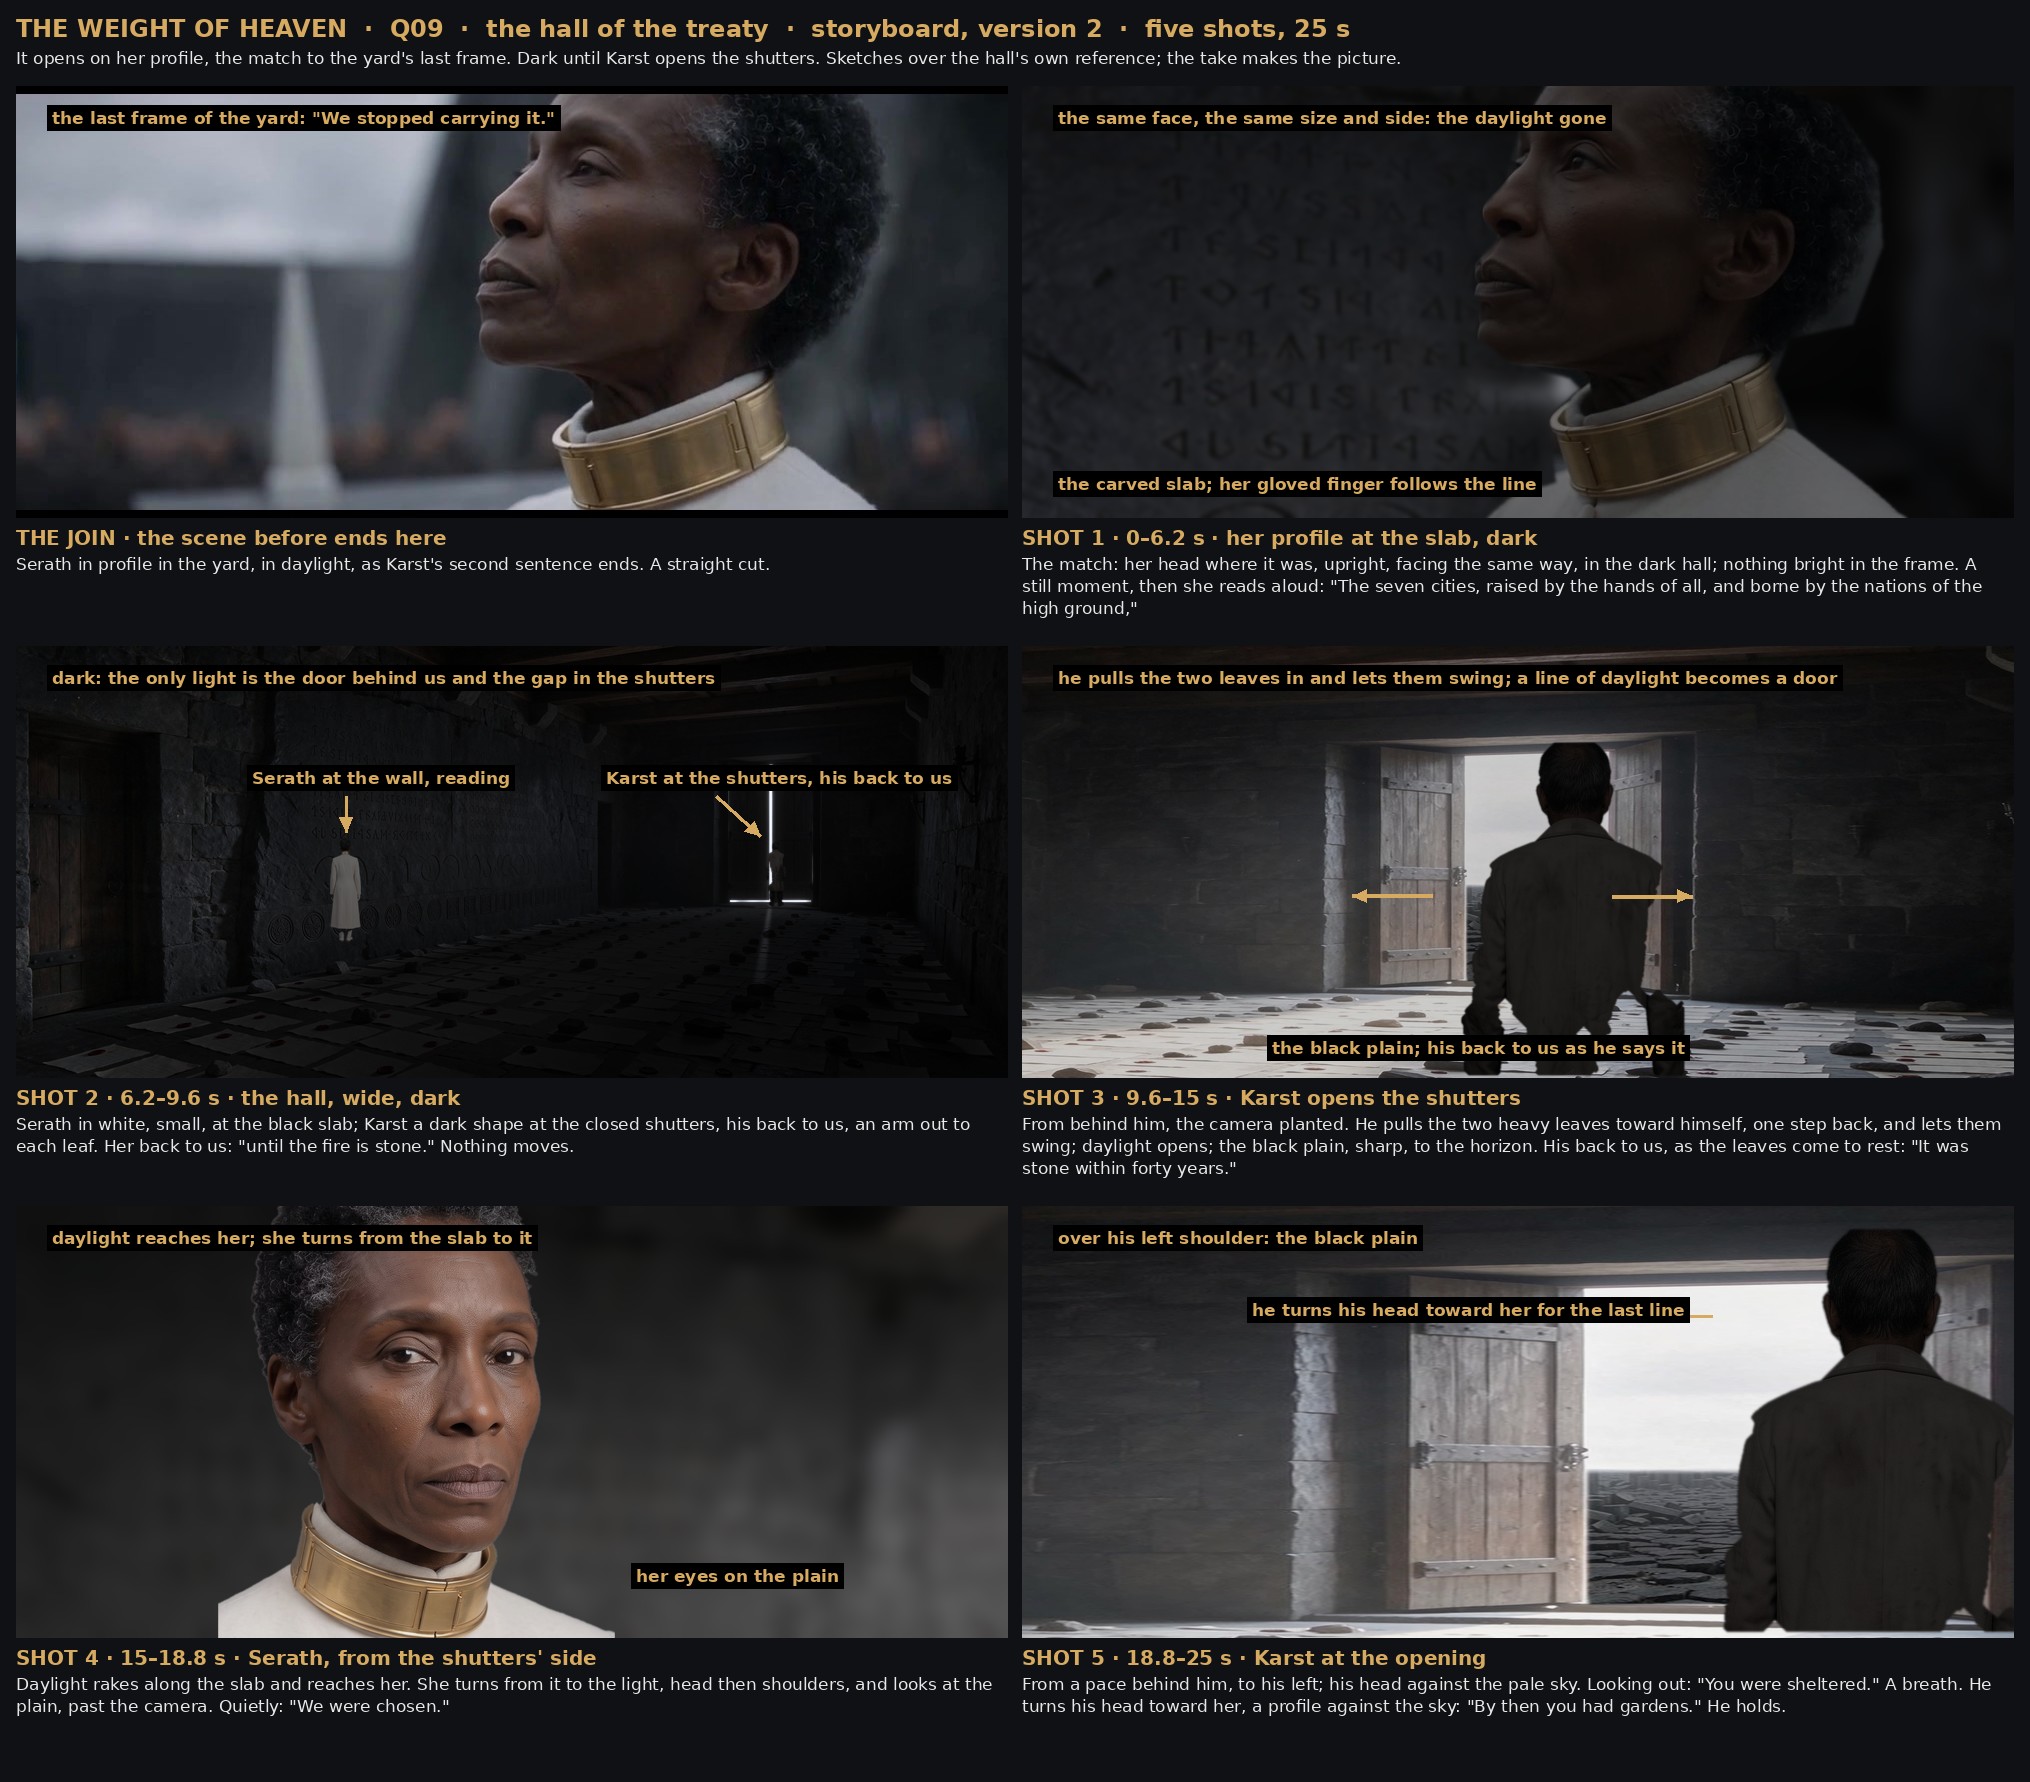 THE WEIGHT OF HEAVEN · Q09 · the hall of the treaty · storyboard, version 2 · five shots, 25 s
It opens on her profile, the match to the yard's last frame. Dark until Karst opens the shutters. Sketches over the hall's own reference; the take makes the picture.
the last frame of the yard: "We stopped carrying it."
THE JOIN · the scene before ends here
Serath in profile in the yard, in daylight, as Karst's second sentence ends. A straight cut.
the same face, the same size and side: the daylight gone
the carved slab; her gloved finger follows the line
SHOT 1 · 0–6.2 s · her profile at the slab, dark
The match: her head where it was, upright, facing the same way, in the dark hall; nothing bright in the frame. A
still moment, then she reads aloud: "The seven cities, raised by the hands of all, and borne by the nations of the
high ground,"
dark: the only light is the door behind us and the gap in the shutters
Serath at the wall, reading
Karst at the shutters, his back to us
SHOT 2 · 6.2–9.6 s · the hall, wide, dark
Serath in white, small, at the black slab; Karst a dark shape at the closed shutters, his back to us, an arm out to
each leaf. Her back to us: "until the fire is stone." Nothing moves.
he pulls the two leaves in and lets them swing; a line of daylight becomes a door
the black plain; his back to us as he says it
SHOT 3 · 9.6–15 s · Karst opens the shutters
From behind him, the camera planted. He pulls the two heavy leaves toward himself, one step back, and lets them
swing; daylight opens; the black plain, sharp, to the horizon. His back to us, as the leaves come to rest: "It was
stone within forty years."
daylight reaches her; she turns from the slab to it
her eyes on the plain
SHOT 4 · 15–18.8 s · Serath, from the shutters' side
Daylight rakes along the slab and reaches her. She turns from it to the light, head then shoulders, and looks at the
plain, past the camera. Quietly: "We were chosen."
over his left shoulder: the black plain
he turns his head toward her for the last line
SHOT 5 · 18.8–25 s · Karst at the opening
From a pace behind him, to his left; his head against the pale sky. Looking out: "You were sheltered." A breath. He
turns his head toward her, a profile against the sky: "By then you had gardens." He holds.